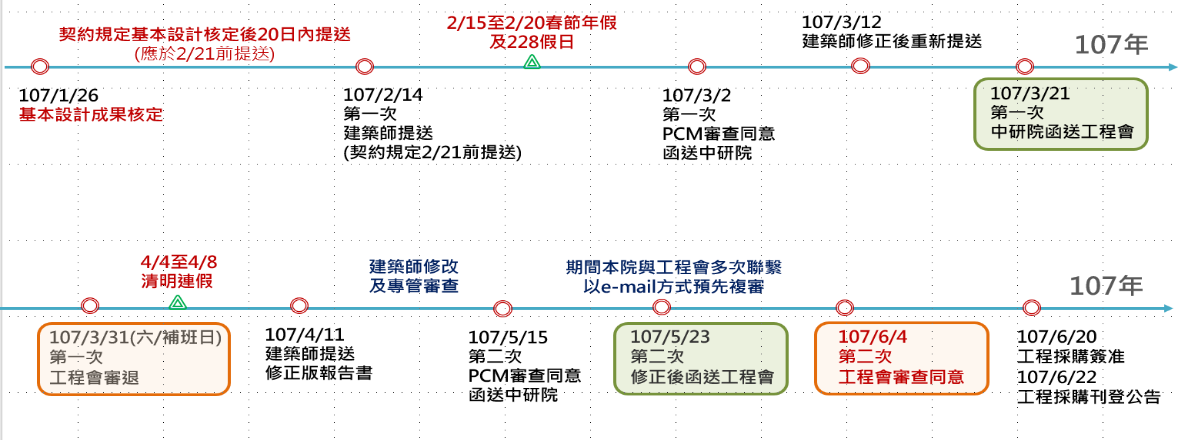 契約規定基本設計核定後20日內提送
(應於2/21前提送)
2/15至2/20春節年假
及228假日
107/3/12
建築師修正後重新提送
107年
107/1/26
基本設計成果核定
107/2/14
第一次
建築師提送
(契約規定2/21前提送)
107/3/2
第一次
PCM審查同意
函送中研院
107/3/21
第一次
中研院函送工程會
4/4至4/8
清明連假
建築師修改
及專管審查
期間本院與工程會多次聯繫
以e-mail方式預先複審
107年
107/3/31(六/補班日)
第一次
工程會審退
107/4/11
建築師提送
修正版報告書
107/5/15
第二次
PCM審查同意
函送中研院
107/5/23
第二次
修正後函送工程會
107/6/4
第二次
工程會審查同意
107/6/20
工程採購簽准
107/6/22
工程採購刊登公告